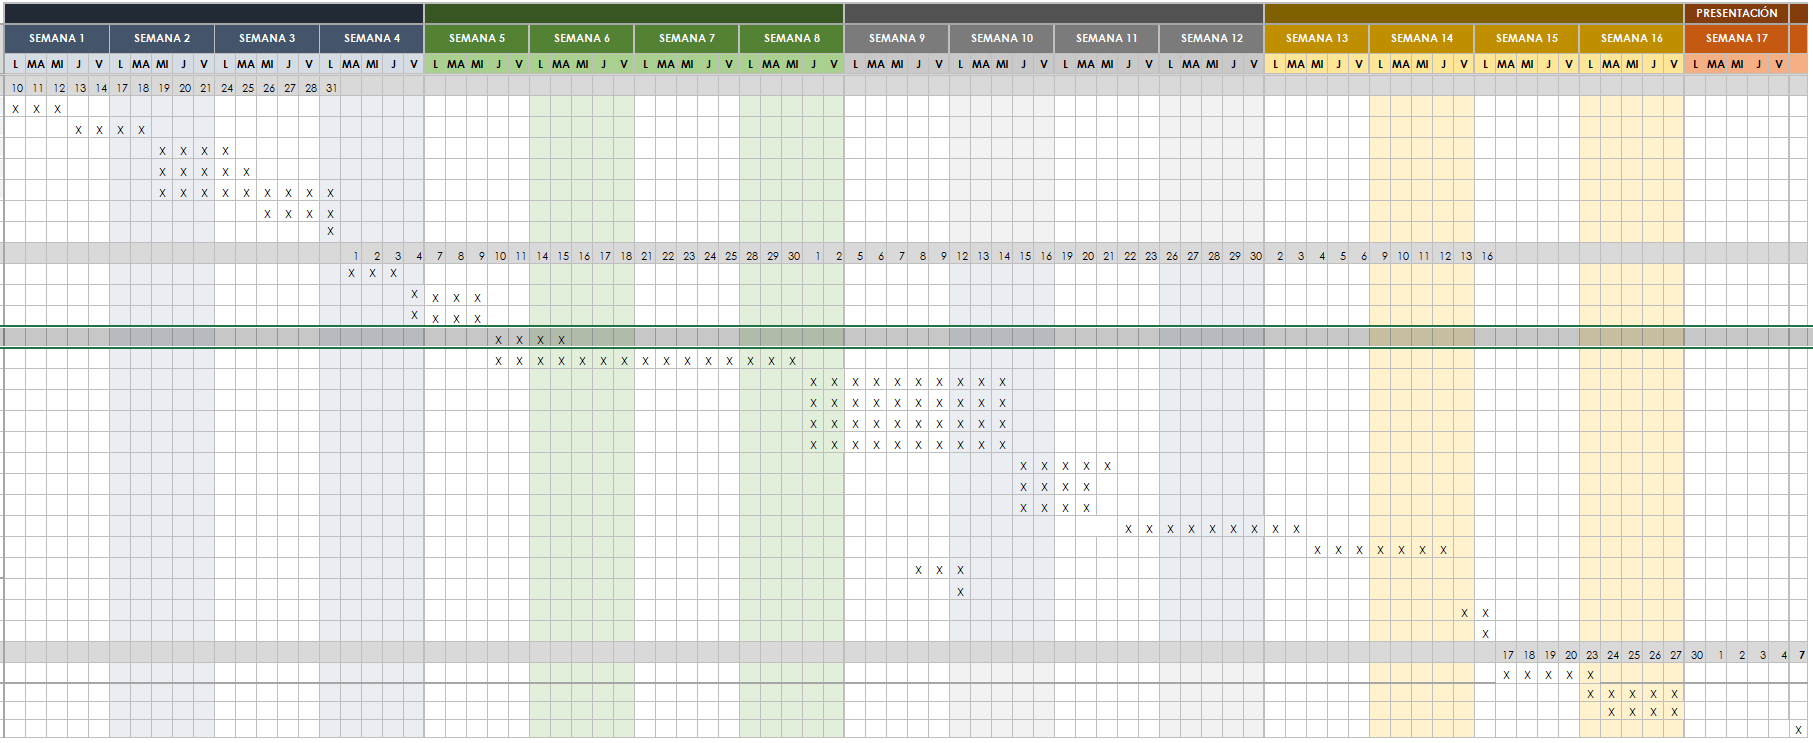 PRESENTACIÓN
SEMANA 1 SEMANA 2 SEMANA 3 SEMANA 4 SEMANA 5 SEMANA 6 SEMANA 7 SEMANA 8 SEMANA 9 SEMANA 10 SEMANA 11 SEMANA 12 SEMANA 13 SEMANA 14 SEMANA 15 SEMANA 16 SEMANA 17
L MA MI J V L MA MI J V L MA MI J V L MA MI J V L MA MI J V L MA MI J V L MA MI J V L MA MI J V L MA MI J V L MA MI J V L MA MI J V L MA MI J V L MA MI J V L MA MI J V L MA MI J V L MA MI J V L MA MI J V
10 11 12 13 14 17 18 19 20 21 24 25 26 27 28 31
X X X
X X X X
X X X X
X X X X X
X X X X X X X X X
X X X X
X
1 2 3 4 7 8 9 10 11 14 15 16 17 18 21 22 23 24 25 28 29 30 1 2 5 6 7 8 9 12 13 14 15 16 19 20 21 22 23 26 27 28 29 30 2 3 4 5 6 9 10 11 12 13 16
X X X
X X X X
X X X X
X X X X
X X X X X X X X X X X X X X X
X X X X X X X X X X
X X X X X X X X X X
X X X X X X X X X X
X X X X X X X X X X
X X X X X
X X X X
X X X X
X X X X X X X X X
X X X X X X X
X X X
X
X X
X
17 18 19 20 23 24 25 26 27 30 1 2 3 4 7
X X X X X
X X X X X
X X X X
X